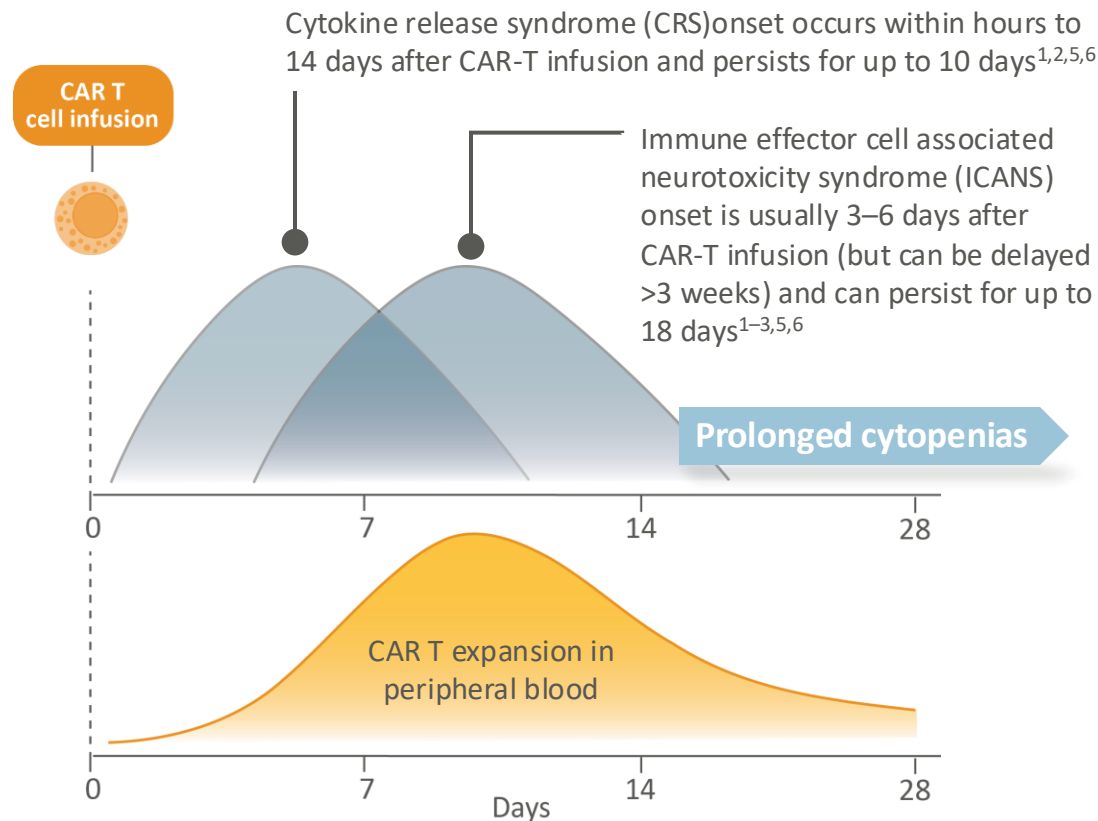 Cytokine release syndrome (CRS)onset occurs within hours to
14 days after CAR-T infusion and persists for up to 10 days1,2,5,6
CAR T
cell infusion
Immune effector cell associated
neurotoxicity syndrome (ICANS)
onset is usually 3–6 days after
CAR-T infusion (but can be delayed
>3 weeks) and can persist for up to
18 days1–3,5,6
Prolonged cytopenias
0 7 14 28
CAR T expansion in
peripheral blood
0 7 14 28
Days